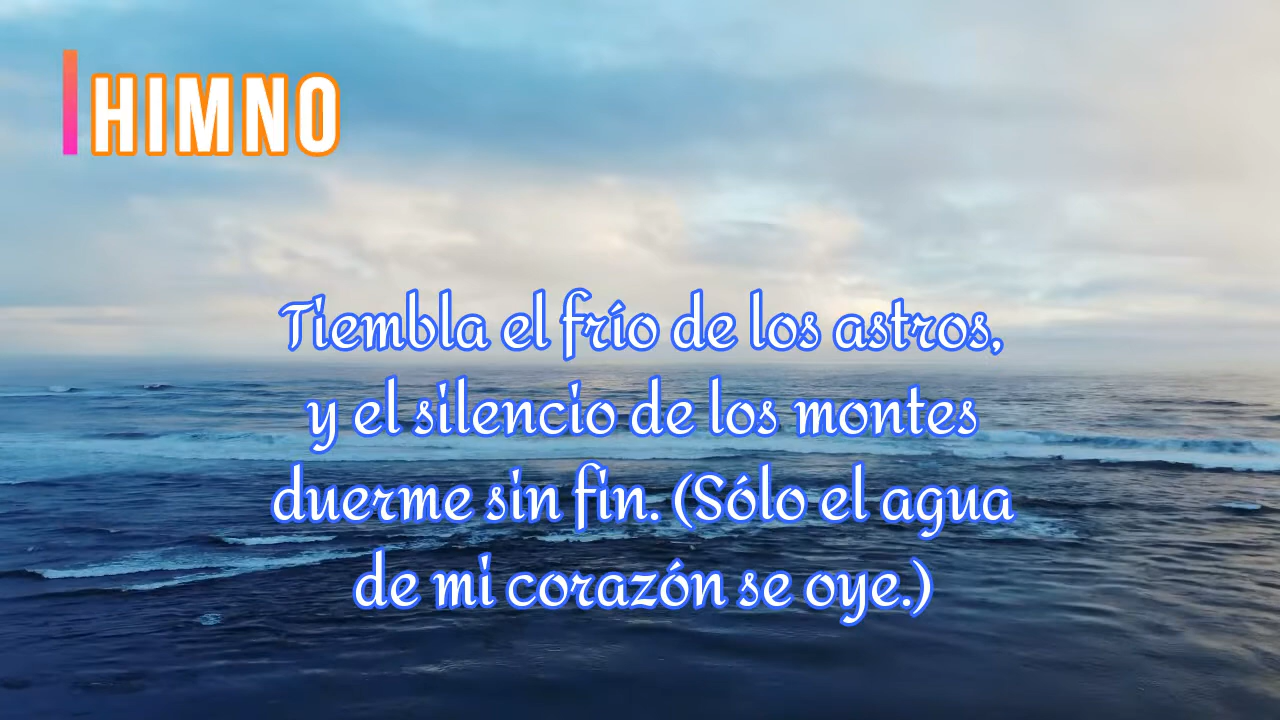 HIMNO
Tiembla el frío de los astros,
y el silencio de los montes
duerme sin fin. (Sólo el agua
de mi corazón se oye.)